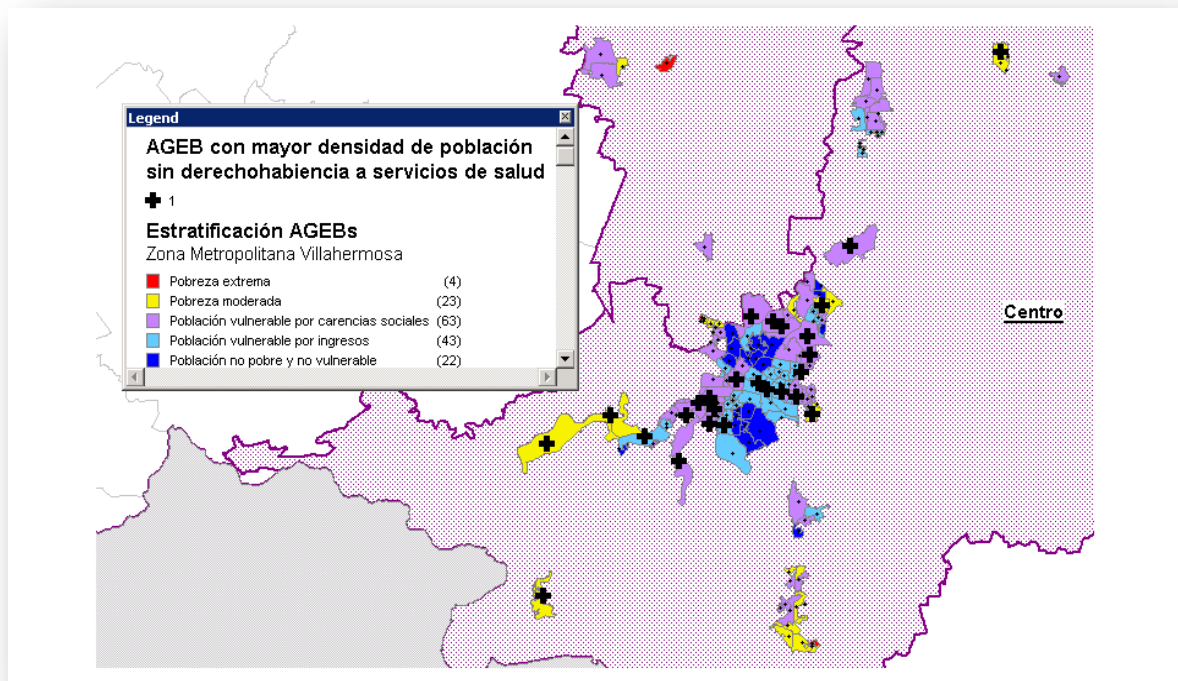 Legend
AGEB con mayor densidad de población
sin derechohabiencia a servicios de salud
1
Estratificación AGEBs
Zona Metropolitana Villahermosa
Pobreza extrema (4)
Pobreza moderada (23)
Población vulnerable por carencias sociales (63)
Población vulnerable por ingresos (43)
Población no pobre y no vulnerable (22)
Centro